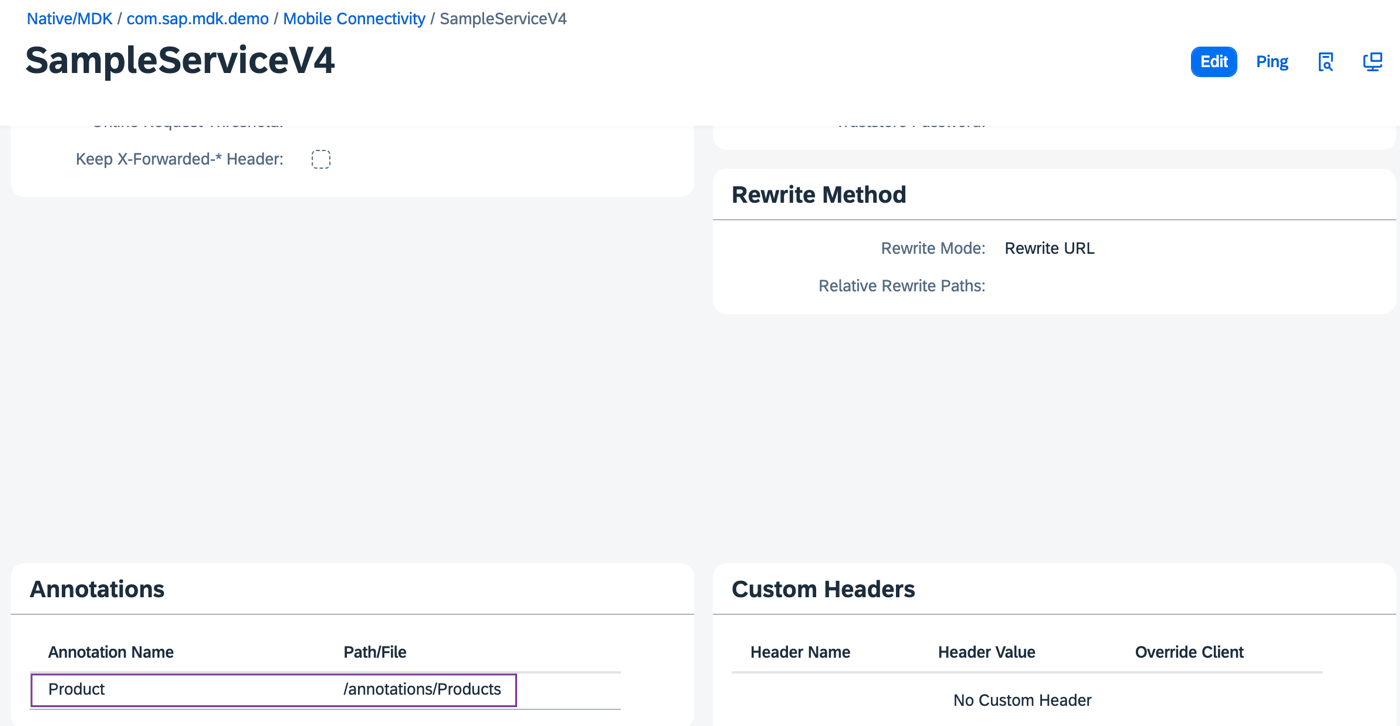 Native/MDK / com.sap.mdk.demo / Mobile Connectivity / SampleServiceV4
SampleServiceV4
Edit Ping
Keep X-Forwarded-* Header:
Rewrite Method
Rewrite Mode: Rewrite URL
Relative Rewrite Paths:
Annotations
Annotation Name Path/File
Product /annotations/Products
Custom Headers
Header Name Header Value Override Client
No Custom Header